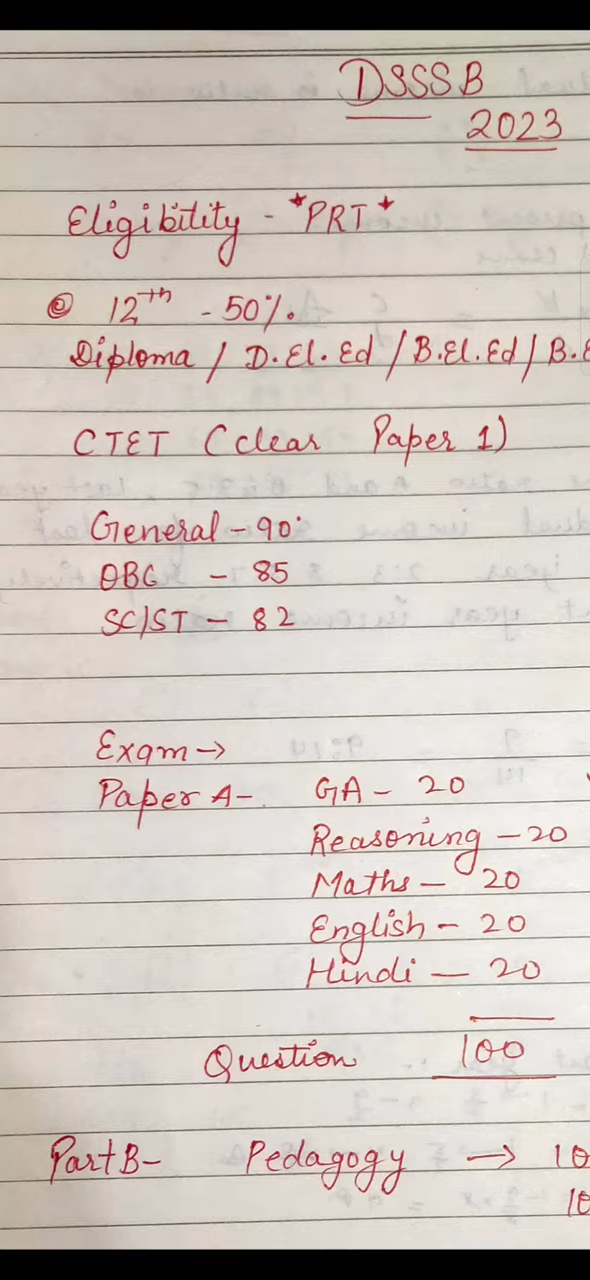 DSSSB
2023
Eligibility - *PRT*
12th - 50%.
Diploma / D.El.Ed / B.El.Ed / B.E
CTET (clear Paper 1)
General - 90
OBC - 85
SC/ST - 82
Exam →
Paper A - GA - 20
Reasoning - 20
Maths - 20
English - 20
Hindi - 20
Question 100
Part B - Pedagogy → 10
10